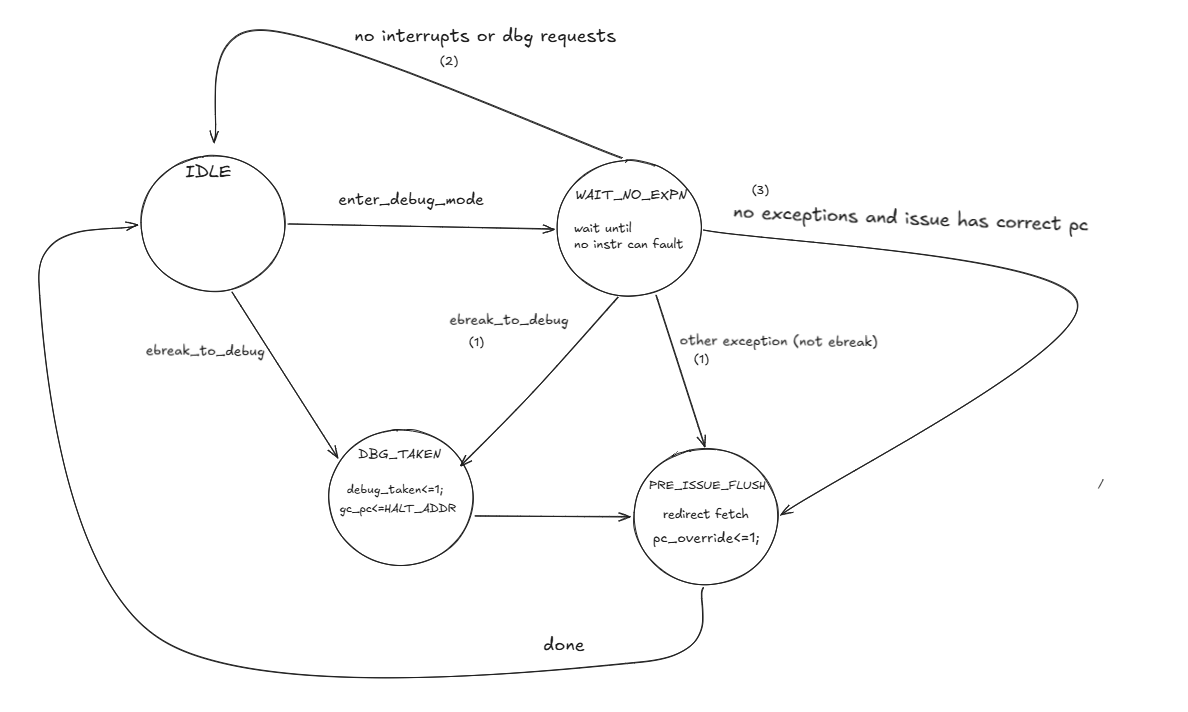 no interrupts or dbg requests
(2)
IDLE
enter_debug_mode
WAIT_NO_EXPN
wait until
no instr can fault
(3)
no exceptions and issue has correct pc
ebreak_to_debug
ebreak_to_debug
(1)
other exception (not ebreak)
(1)
DBG_TAKEN
debug_taken<=1;
gc_pc<=HALT_ADDR
PRE_ISSUE_FLUSH
redirect fetch
pc_override<=1;
/
done